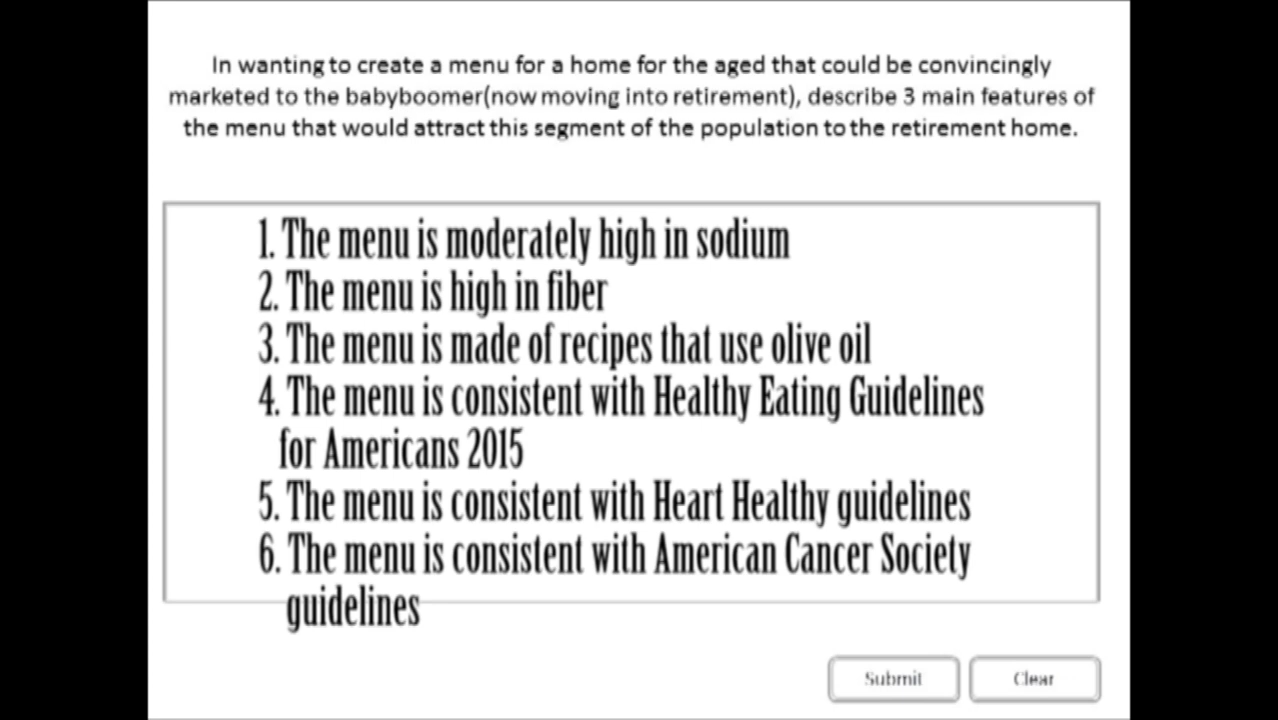 In wanting to create a menu for a home for the aged that could be convincingly
marketed to the babyboomer(now moving into retirement), describe 3 main features of
the menu that would attract this segment of the population to the retirement home.
1. The menu is moderately high in sodium
2. The menu is high in fiber
3. The menu is made of recipes that use olive oil
4. The menu is consistent with Healthy Eating Guidelines
for Americans 2015
5. The menu is consistent with Heart Healthy guidelines
6. The menu is consistent with American Cancer Society
guidelines
Submit Clear